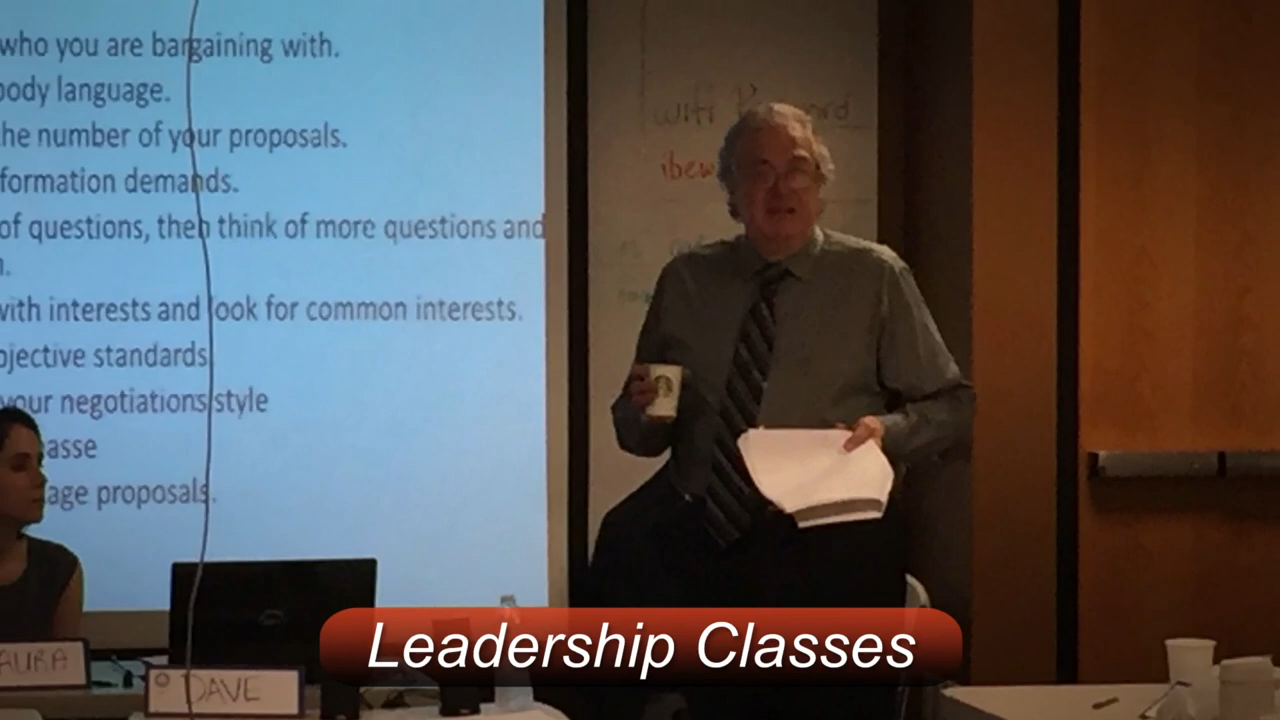 who you are bargaining with.
body language.
the number of your proposals.
formation demands.
of questions, then think of more questions and
with interests and look for common interests.
bjective standards
your negotiations style
asse
age proposals.
wifi
ibew
AURA
DAVE
Leadership Classes